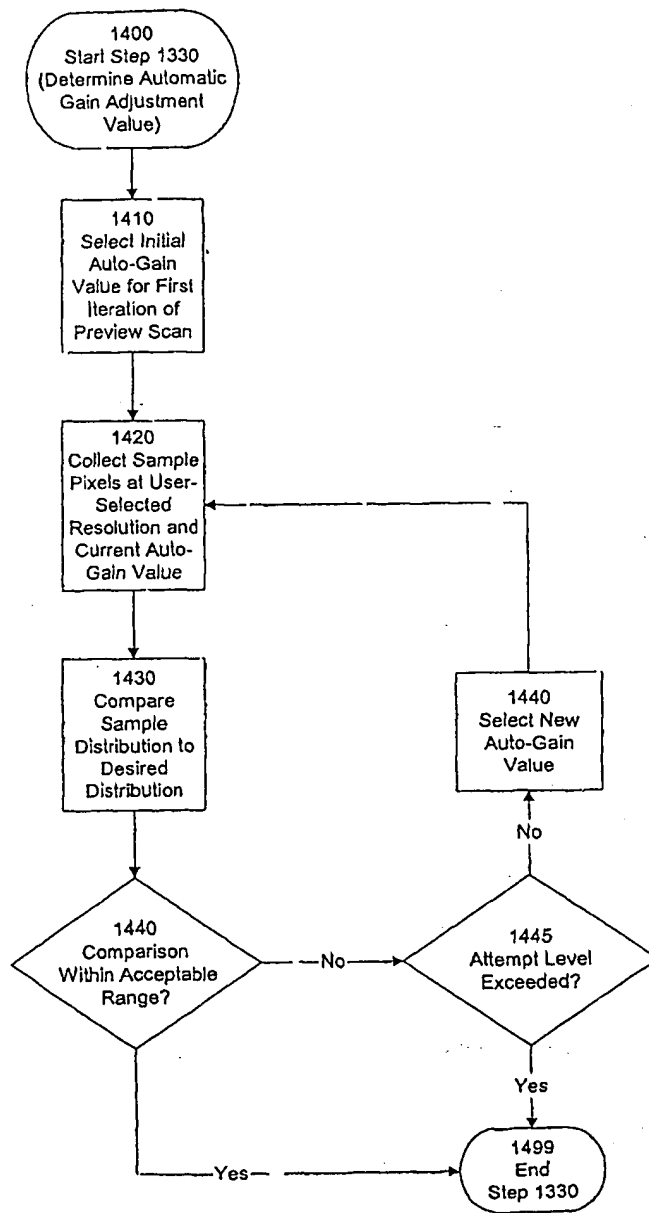 1400
Start Step 1330
(Determine Automatic
Gain Adjustment
Value)
1410
Select Initial
Auto-Gain
Value for First
Iteration of
Preview Scan
1420
Collect Sample
Pixels at User-
Selected
Resolution and
Current Auto-
Gain Value
1430
Compare
Sample
Distribution to
Desired
Distribution
1440
Select New
Auto-Gain
Value
No
1440
Comparison
Within Acceptable
Range?
No
1445
Attempt Level
Exceeded?
Yes
Yes
1499
End
Step 1330